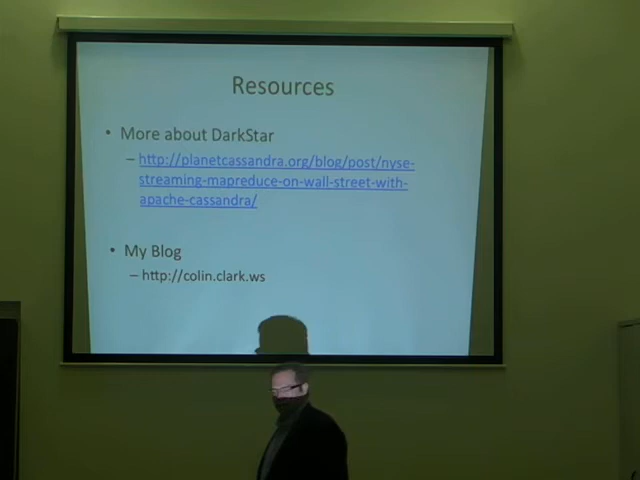 Resources
• More about DarkStar
– http://planetcassandra.org/blog/post/nyse-
streaming-mapreduce-on-wall-street-with-
apache-cassandra/
• My Blog
– http://colin.clark.ws